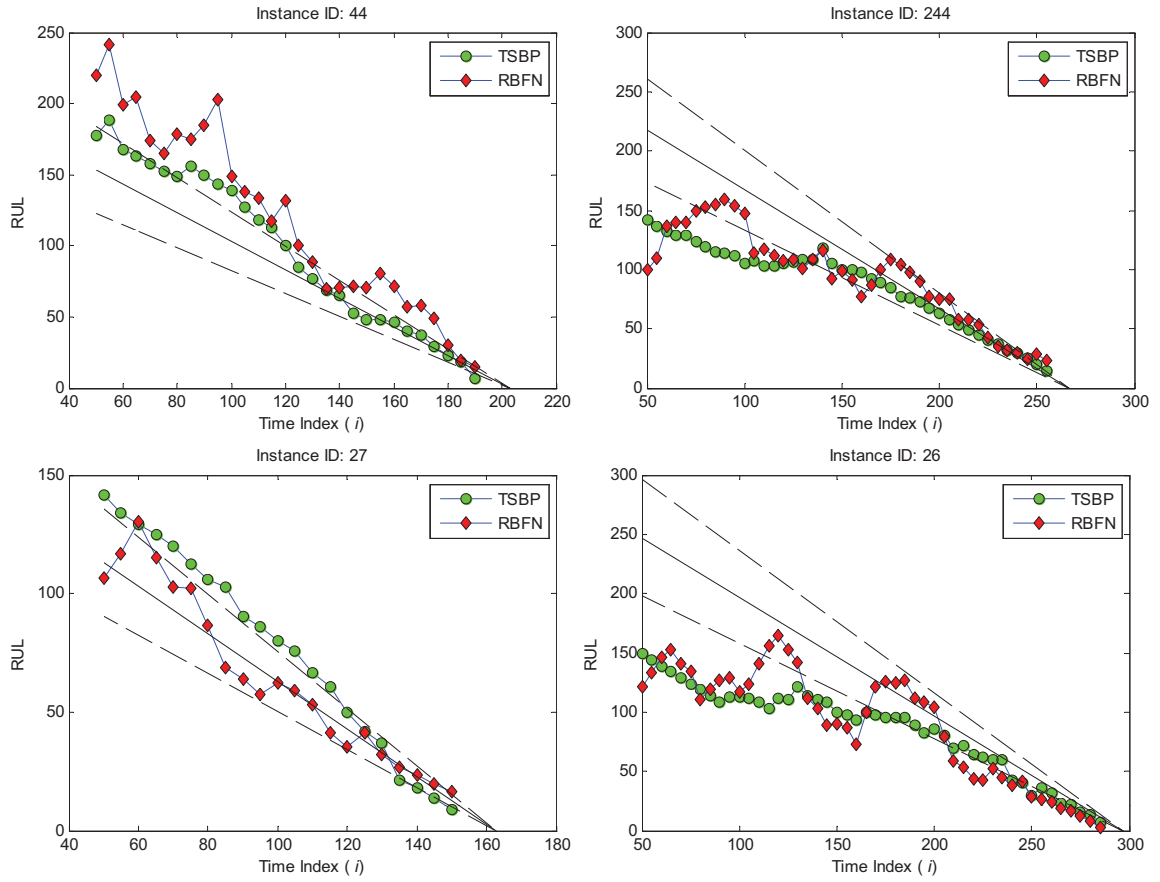 Instance ID: 44
250
200
150
100
50
0
RUL
TSBP
RBFN
40 60 80 100 120 140 160 180 200 220
Time Index ( i)
Instance ID: 244
300
250
200
150
100
50
0
RUL
TSBP
RBFN
50 100 150 200 250 300
Time Index ( i)
Instance ID: 27
150
100
50
0
RUL
TSBP
RBFN
40 60 80 100 120 140 160 180
Time Index ( i)
Instance ID: 26
300
250
200
150
100
50
0
RUL
TSBP
RBFN
50 100 150 200 250 300
Time Index ( i)